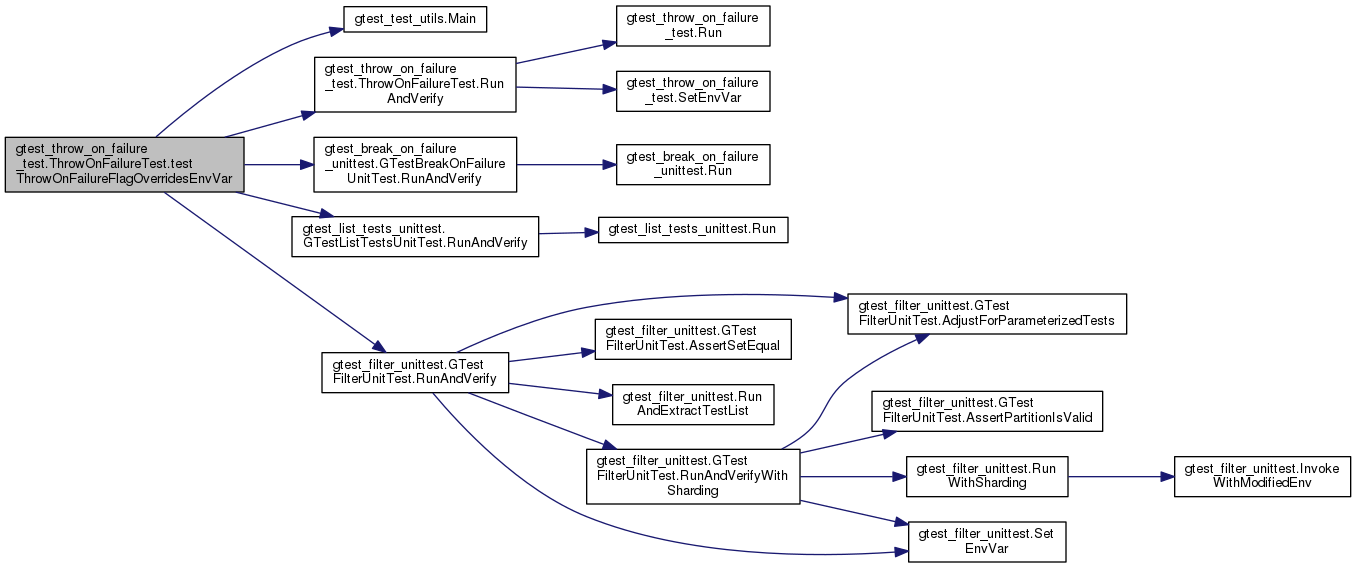 gtest_test_utils.Main
gtest_throw_on_failure
_test.Run
gtest_throw_on_failure
_test.ThrowOnFailureTest.Run
AndVerify
gtest_throw_on_failure
_test.SetEnvVar
gtest_throw_on_failure
_test.ThrowOnFailureTest.test
ThrowOnFailureFlagOverridesEnvVar
gtest_break_on_failure
_unittest.GTestBreakOnFailure
UnitTest.RunAndVerify
gtest_break_on_failure
_unittest.Run
gtest_list_tests_unittest.
GTestListTestsUnitTest.RunAndVerify
gtest_list_tests_unittest.Run
gtest_filter_unittest.GTest
FilterUnitTest.AdjustForParameterizedTests
gtest_filter_unittest.GTest
FilterUnitTest.AssertSetEqual
gtest_filter_unittest.GTest
FilterUnitTest.RunAndVerify
gtest_filter_unittest.Run
AndExtractTestList
gtest_filter_unittest.GTest
FilterUnitTest.AssertPartitionIsValid
gtest_filter_unittest.GTest
FilterUnitTest.RunAndVerifyWith
Sharding
gtest_filter_unittest.Run
WithSharding
gtest_filter_unittest.Invoke
WithModifiedEnv
gtest_filter_unittest.Set
EnvVar